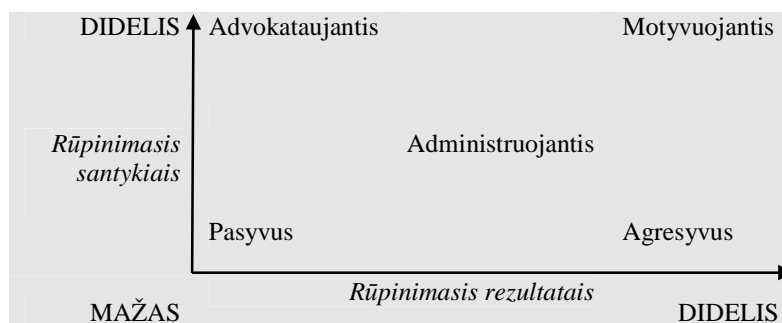 DIDELIS Advokataujantis Motyvuojantis
Rūpinimasis
santykiais
Administruojantis
Pasyvus Agresyvus
Rūpinimasis rezultatais
MAŽAS DIDELIS